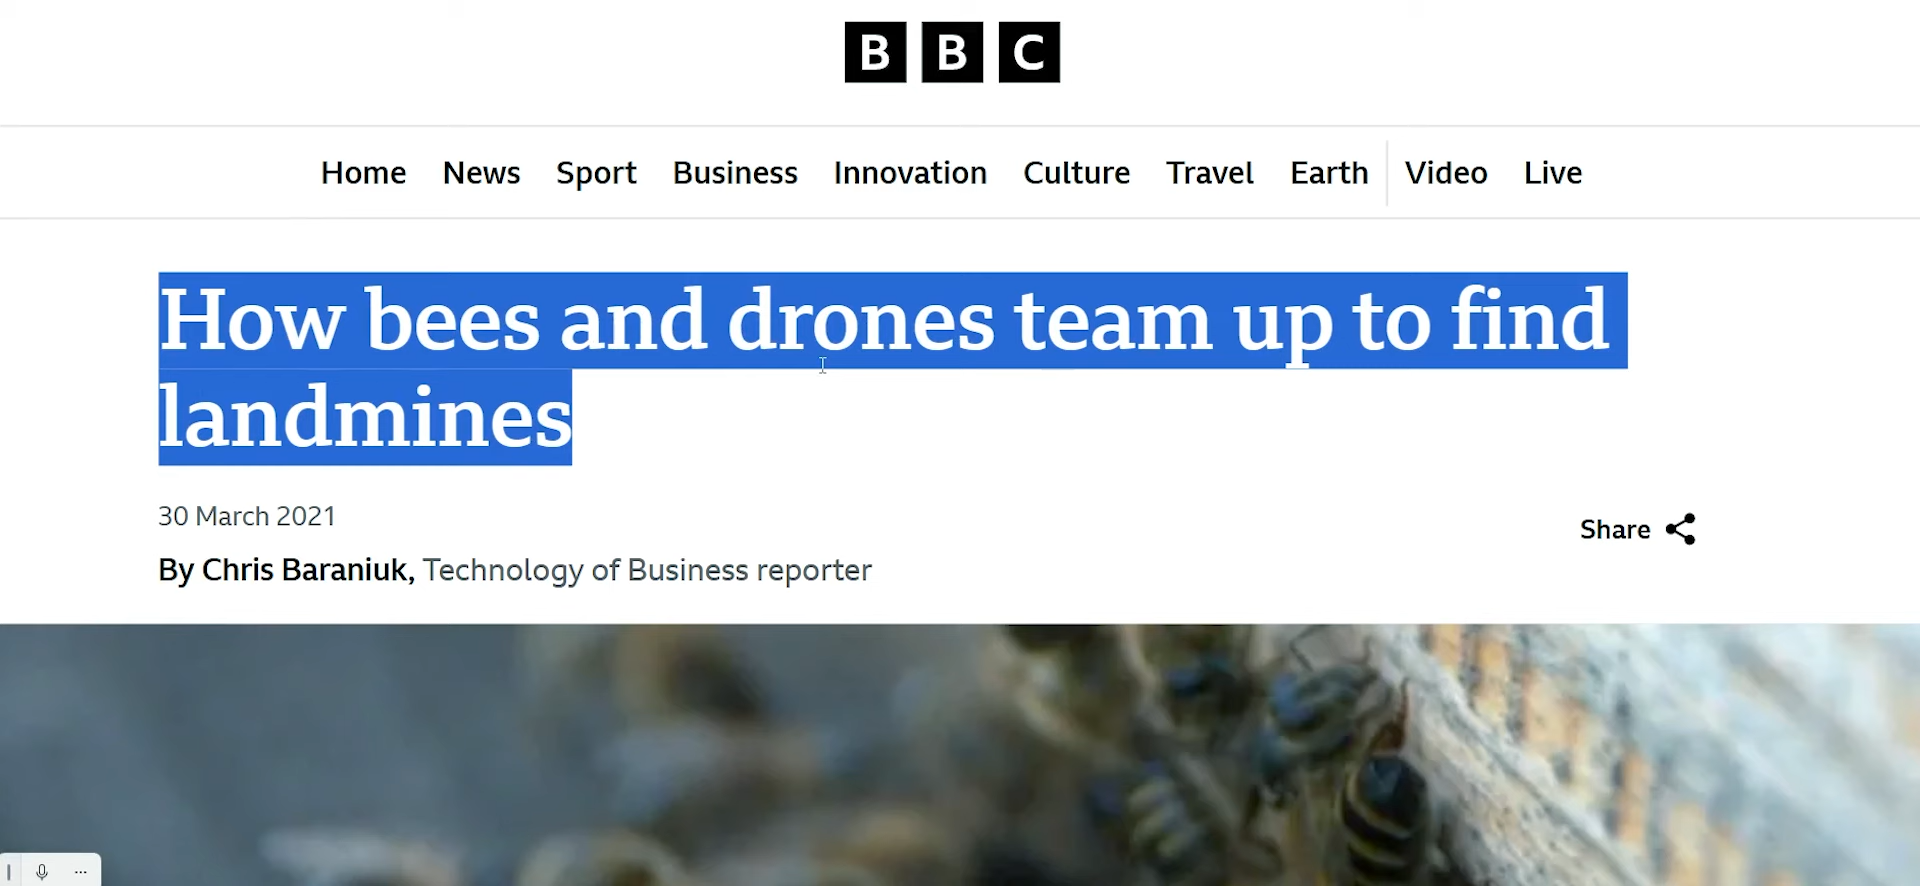 BBC
Home News Sport Business Innovation Culture Travel Earth Video Live
How bees and drones team up to find
landmines
30 March 2021
Share
By Chris Baraniuk, Technology of Business reporter